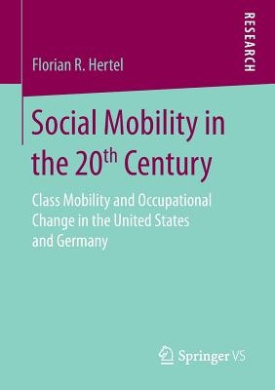 RESEARCH
Florian R. Hertel
Social Mobility in
the 20th Century
Class Mobility and Occupational
Change in the United States
and Germany
Springer VS